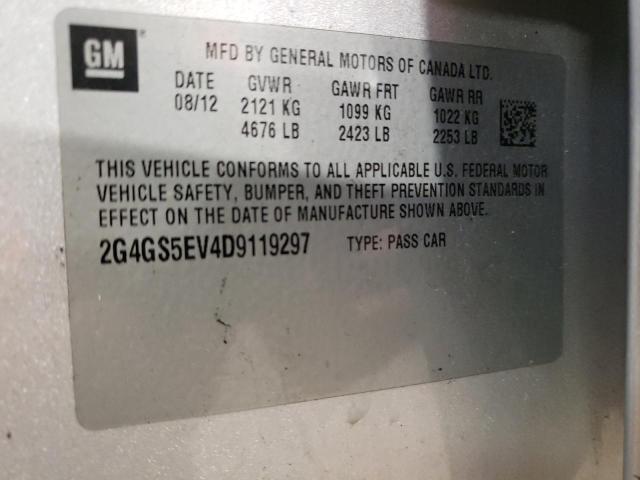 GM
MFD BY GENERAL MOTORS OF CANADA LTD.
DATE GVWR GAWR FRT GAWR RR
08/12 2121 KG 1099 KG 1022 KG
4676 LB 2423 LB 2253 LB
THIS VEHICLE CONFORMS TO ALL APPLICABLE U.S. FEDERAL MOTOR
VEHICLE SAFETY, BUMPER, AND THEFT PREVENTION STANDARDS IN
EFFECT ON THE DATE OF MANUFACTURE SHOWN ABOVE.
2G4GS5EV4D9119297 TYPE: PASS CAR